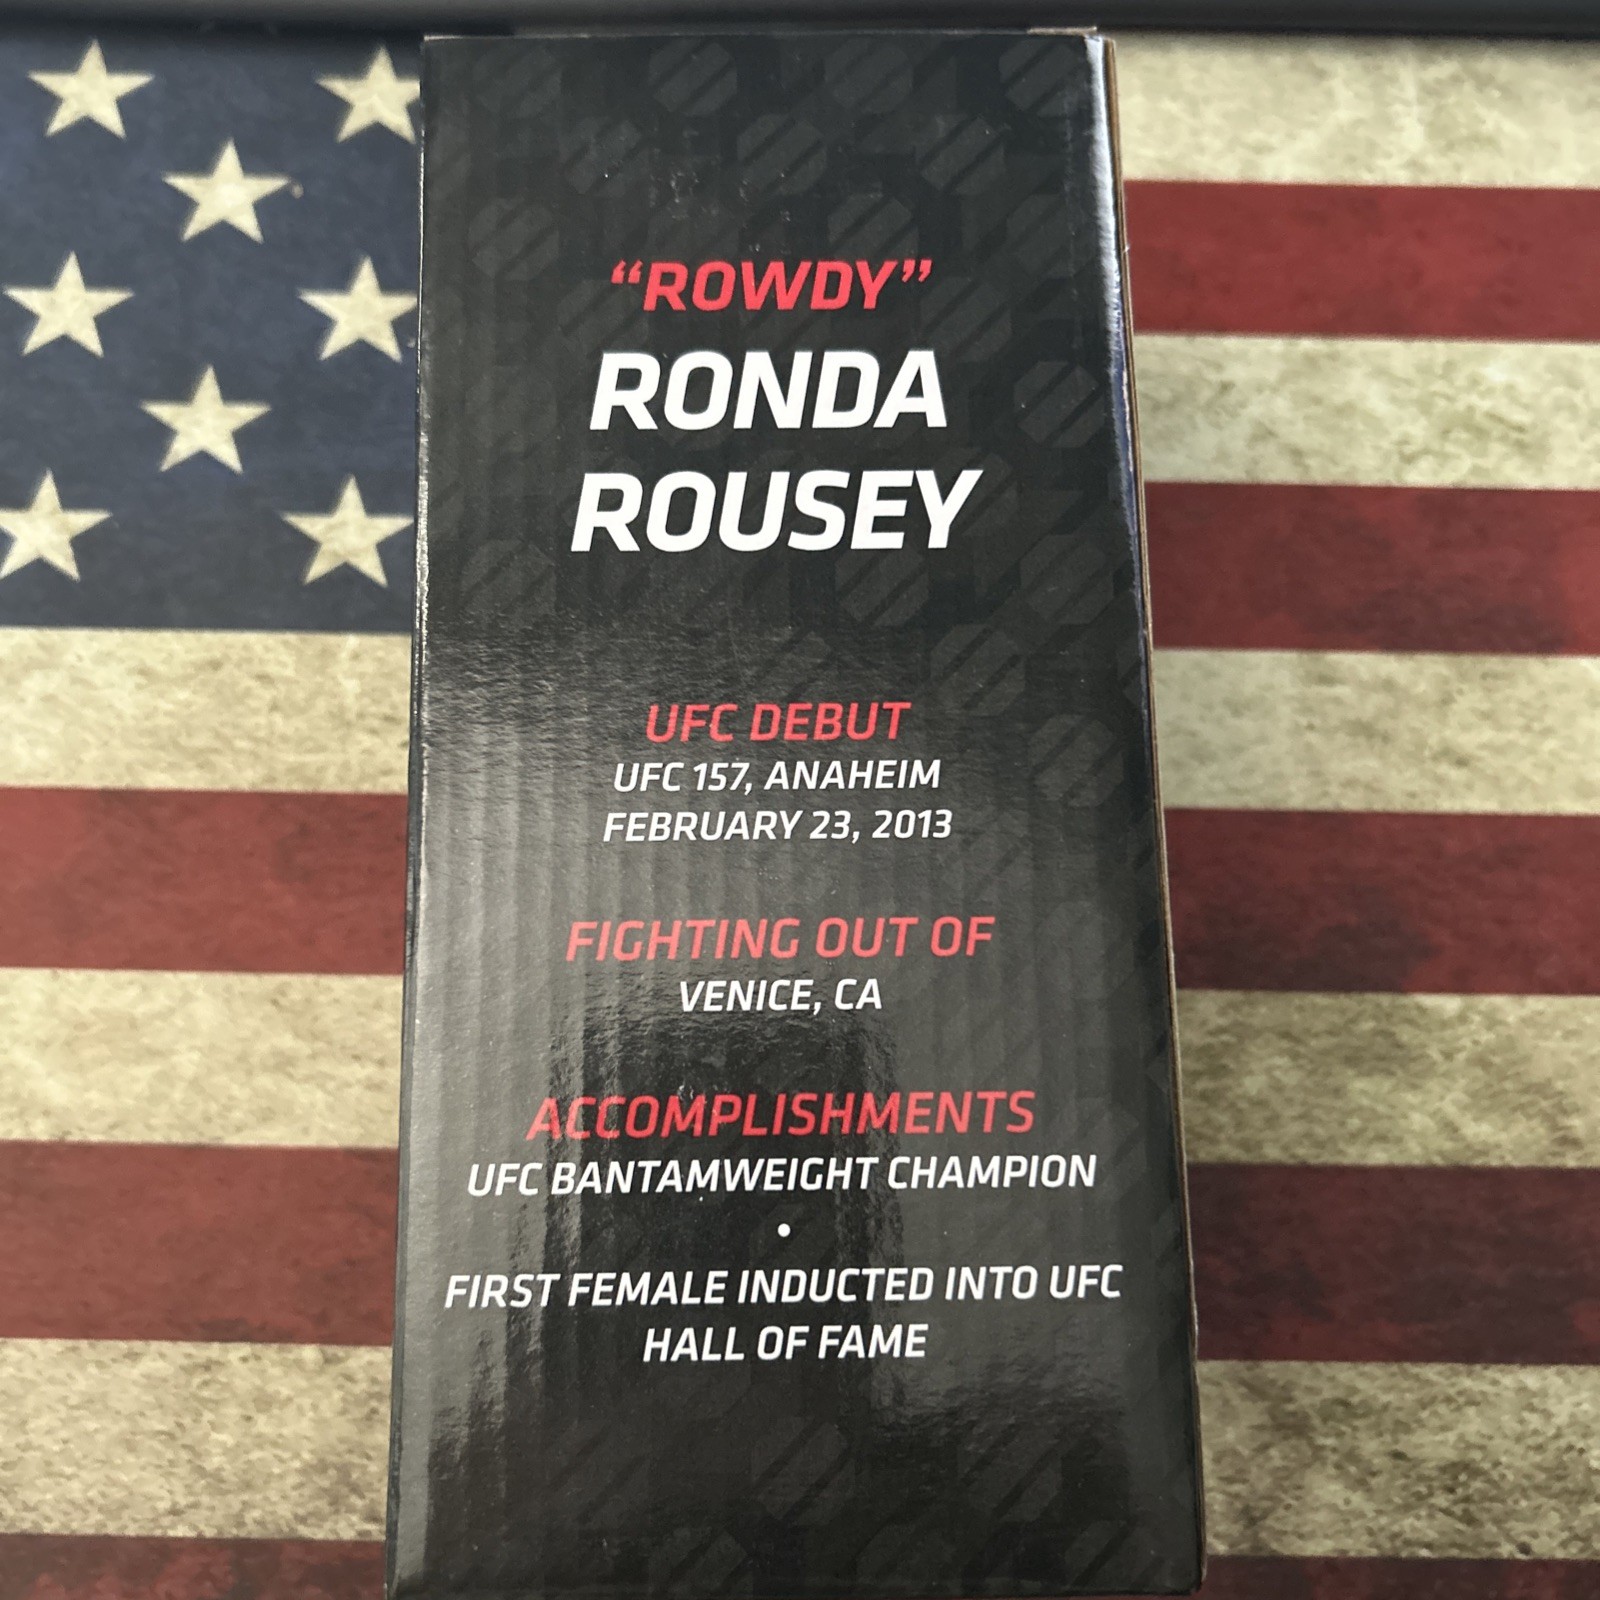 “ROWDY”
RONDA
ROUSEY
UFC DEBUT
UFC 157, ANAHEIM
FEBRUARY 23, 2013
FIGHTING OUT OF
VENICE, CA
ACCOMPLISHMENTS
UFC BANTAMWEIGHT CHAMPION
•
FIRST FEMALE INDUCTED INTO UFC
HALL OF FAME